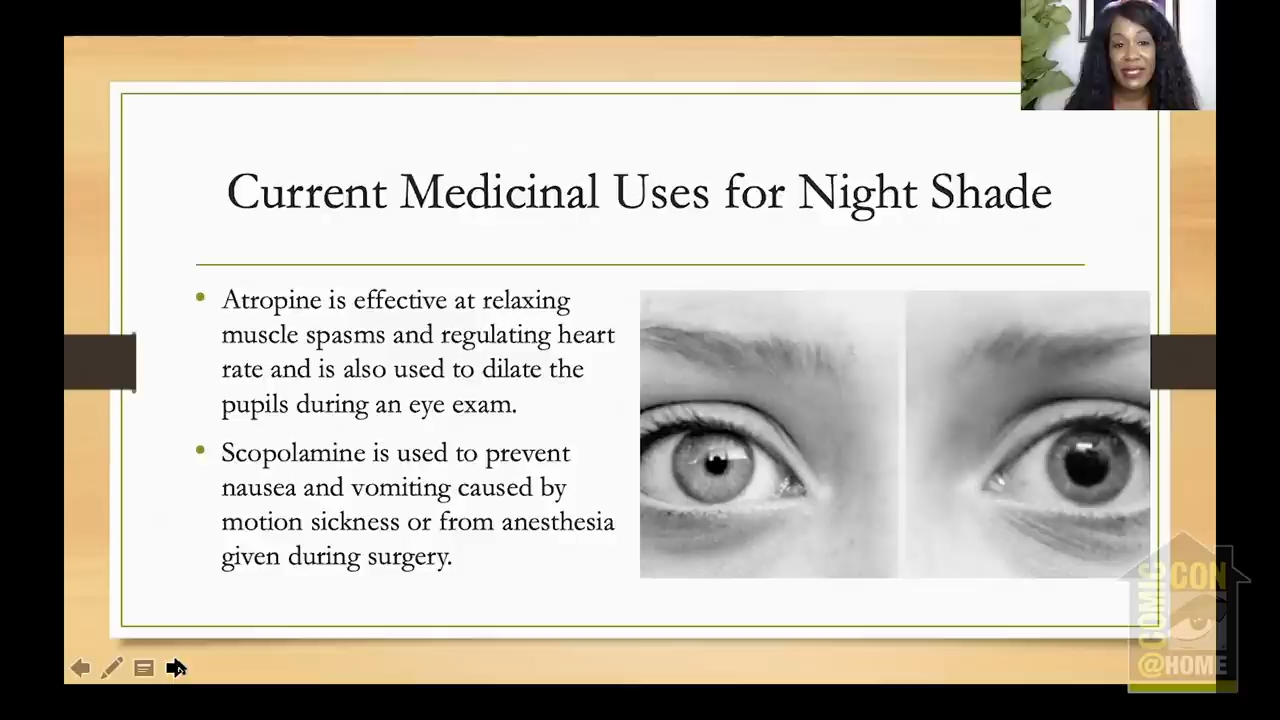 Current Medicinal Uses for Night Shade
Atropine is effective at relaxing
muscle spasms and regulating heart
rate and is also used to dilate the
pupils during an eye exam.
Scopolamine is used to prevent
nausea and vomiting caused by
motion sickness or from anesthesia
given during surgery.
COMIC
CON
@HOME